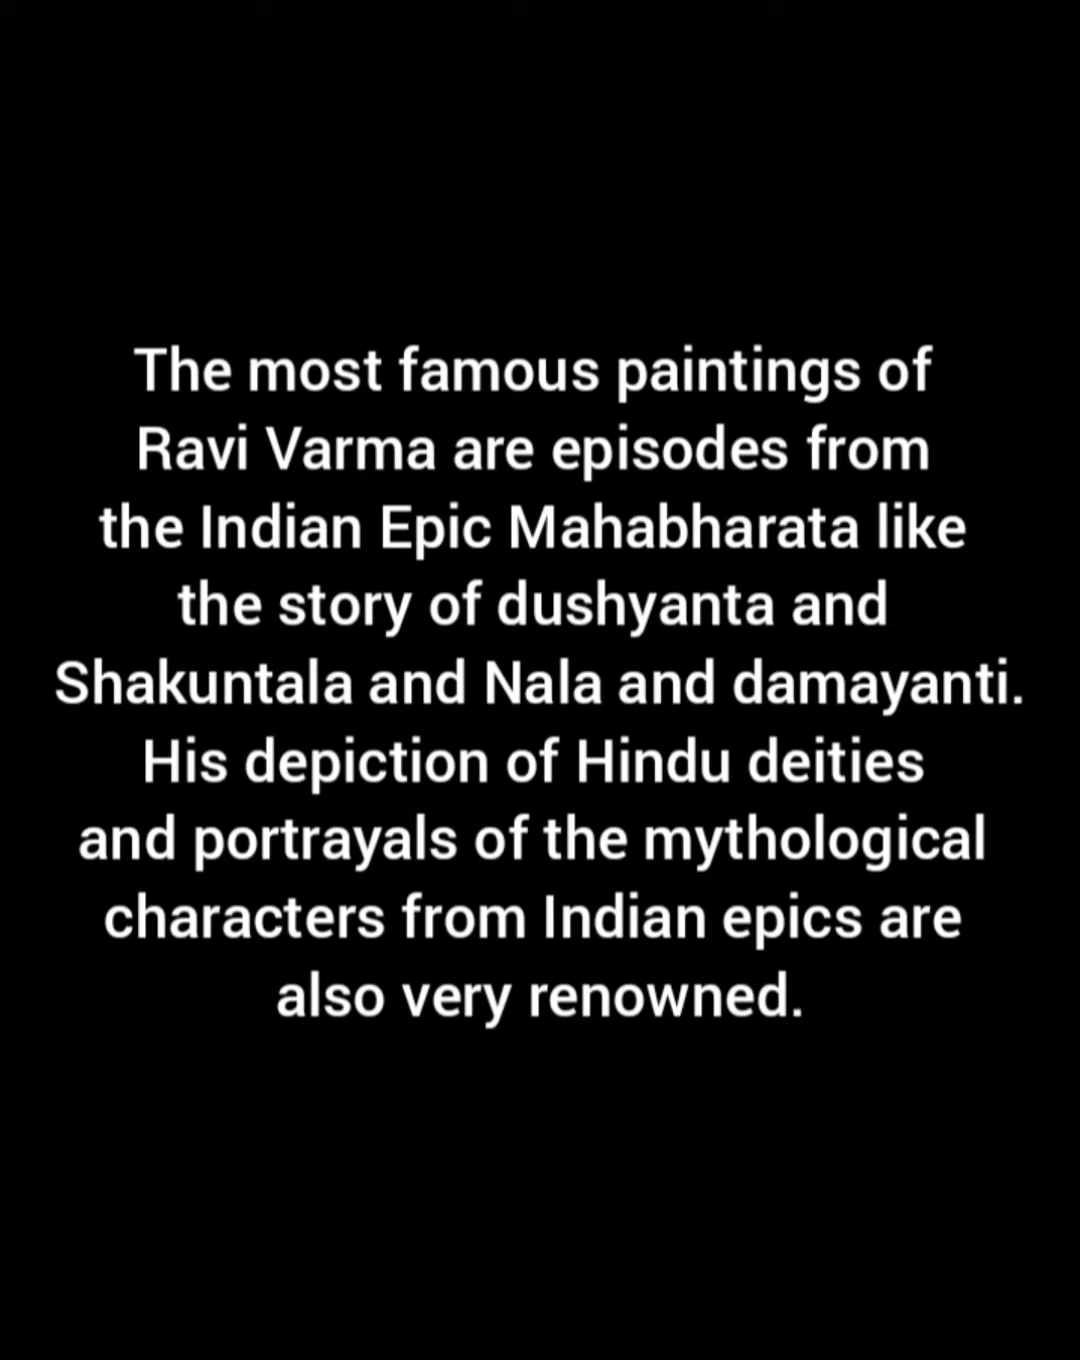 The most famous paintings of
Ravi Varma are episodes from
the Indian Epic Mahabharata like
the story of dushyanta and
Shakuntala and Nala and damayanti.
His depiction of Hindu deities
and portrayals of the mythological
characters from Indian epics are
also very renowned.